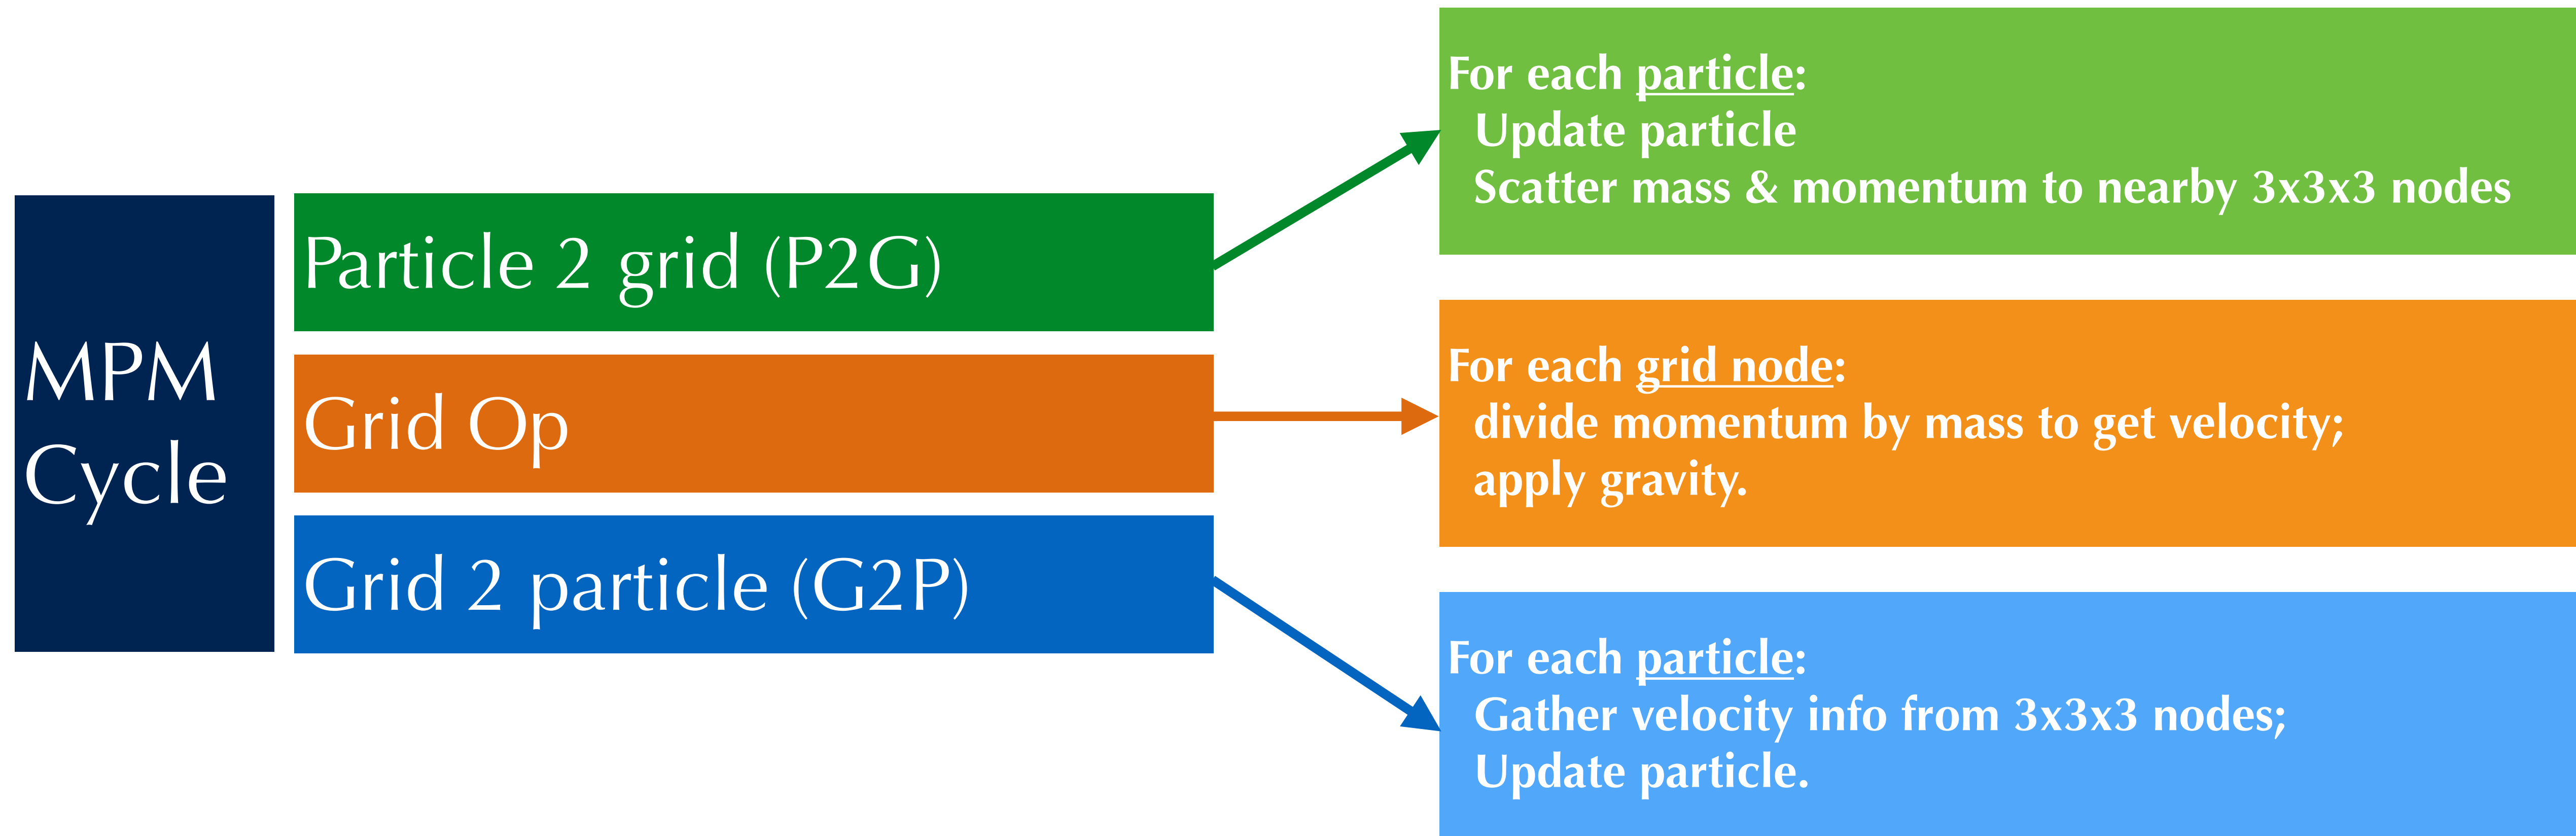 MPM
Cycle
Particle 2 grid (P2G)
Grid Op
Grid 2 particle (G2P)
For each particle:
Update particle
Scatter mass & momentum to nearby 3x3x3 nodes
For each grid node:
divide momentum by mass to get velocity;
apply gravity.
For each particle:
Gather velocity info from 3x3x3 nodes;
Update particle.